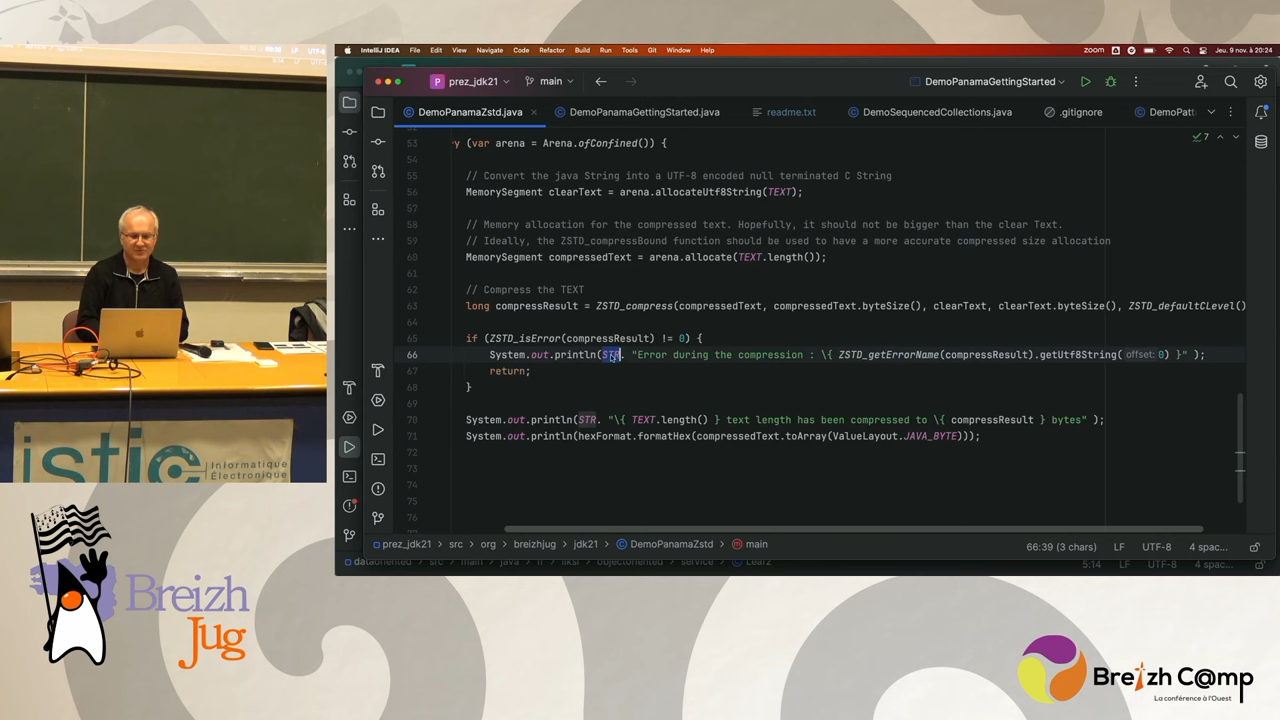 IntelliJ IDEA File Edit View Navigate Code Refactor Build Run Tools Git Window Help zoom Jeu. 9 nov. à 20:24
P prez_jdk21 main DemoPanamaGettingStarted
DemoPanamaZstd.java DemoPanamaGettingStarted.java readme.txt DemoSequencedCollections.java .gitignore DemoPatt
7
53 y (var arena = Arena.ofConfined()) {
54
55 // Convert the java String into a UTF-8 encoded null terminated C String
56 MemorySegment clearText = arena.allocateUtf8String(TEXT);
57
58 // Memory allocation for the compressed text. Hopefully, it should not be bigger than the clear Text.
59 // Ideally, the ZSTD_compressBound function should be used to have a more accurate compressed size allocation
60 MemorySegment compressedText = arena.allocate(TEXT.length());
61
62 // Compress the TEXT
63 long compressResult = ZSTD_compress(compressedText, compressedText.byteSize(), clearText, clearText.byteSize(), ZSTD_defaultCLevel()
64
65 if (ZSTD_isError(compressResult) != 0) {
66 System.out.println(STR. "Error during the compression : \{ ZSTD_getErrorName(compressResult).getUtf8String( offset: 0) }" );
67 return;
68 }
69
70 System.out.println(STR. "\{ TEXT.length() } text length has been compressed to \{ compressResult } bytes" );
71 System.out.println(hexFormat.formatHex(compressedText.toArray(ValueLayout.JAVA_BYTE)));
72
73
74
75
76
prez_jdk21 src org breizhjug jdk21 DemoPanamaZstd main 66:39 (3 chars) LF UTF-8 4 spac...
5:14 LF UTF-8 4 spac...
istic Informatique
Électronique
Breizh
Jug
Breizh C@mp
La conférence à l'Ouest